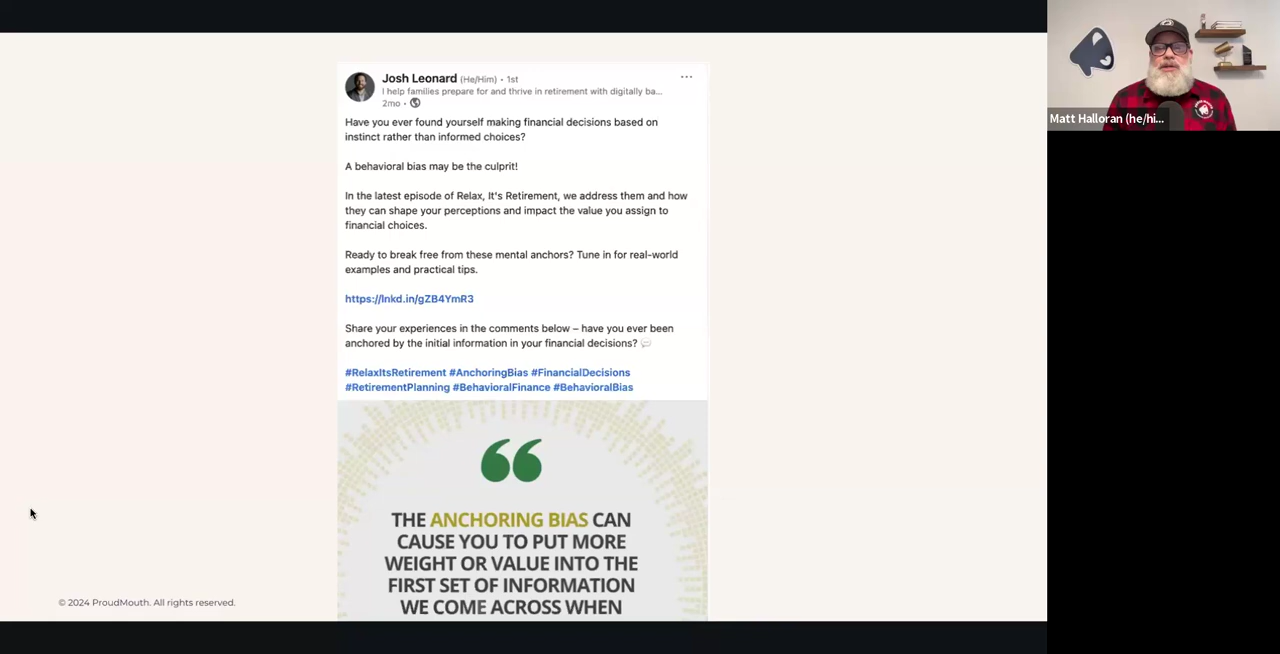 Josh Leonard (He/Him) • 1st
I help families prepare for and thrive in retirement with digitally ba...
2mo •
Have you ever found yourself making financial decisions based on
instinct rather than informed choices?
A behavioral bias may be the culprit!
In the latest episode of Relax, It's Retirement, we address them and how
they can shape your perceptions and impact the value you assign to
financial choices.
Ready to break free from these mental anchors? Tune in for real-world
examples and practical tips.
https://lnkd.in/gZB4YmR3
Share your experiences in the comments below – have you ever been
anchored by the initial information in your financial decisions?
#RelaxItsRetirement #AnchoringBias #FinancialDecisions
#RetirementPlanning #BehavioralFinance #BehavioralBias
THE ANCHORING BIAS CAN
CAUSE YOU TO PUT MORE
WEIGHT OR VALUE INTO THE
FIRST SET OF INFORMATION
WE COME ACROSS WHEN
© 2024 ProudMouth. All rights reserved.
Matt Halloran (he/hi...